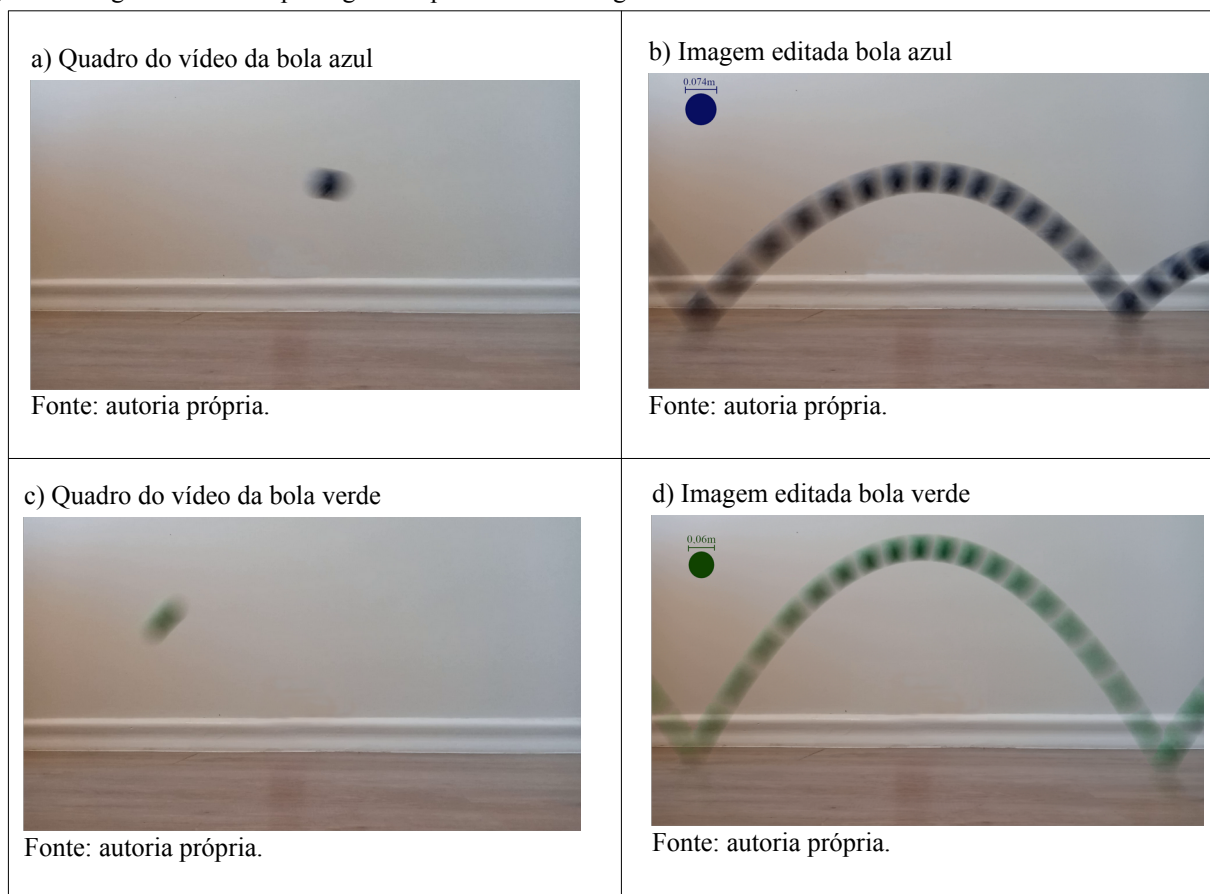 a) Quadro do vídeo da bola azul
b) Imagem editada bola azul
0.074m
Fonte: autoria própria.
Fonte: autoria própria.
c) Quadro do vídeo da bola verde
d) Imagem editada bola verde
0,06m
Fonte: autoria própria.
Fonte: autoria própria.